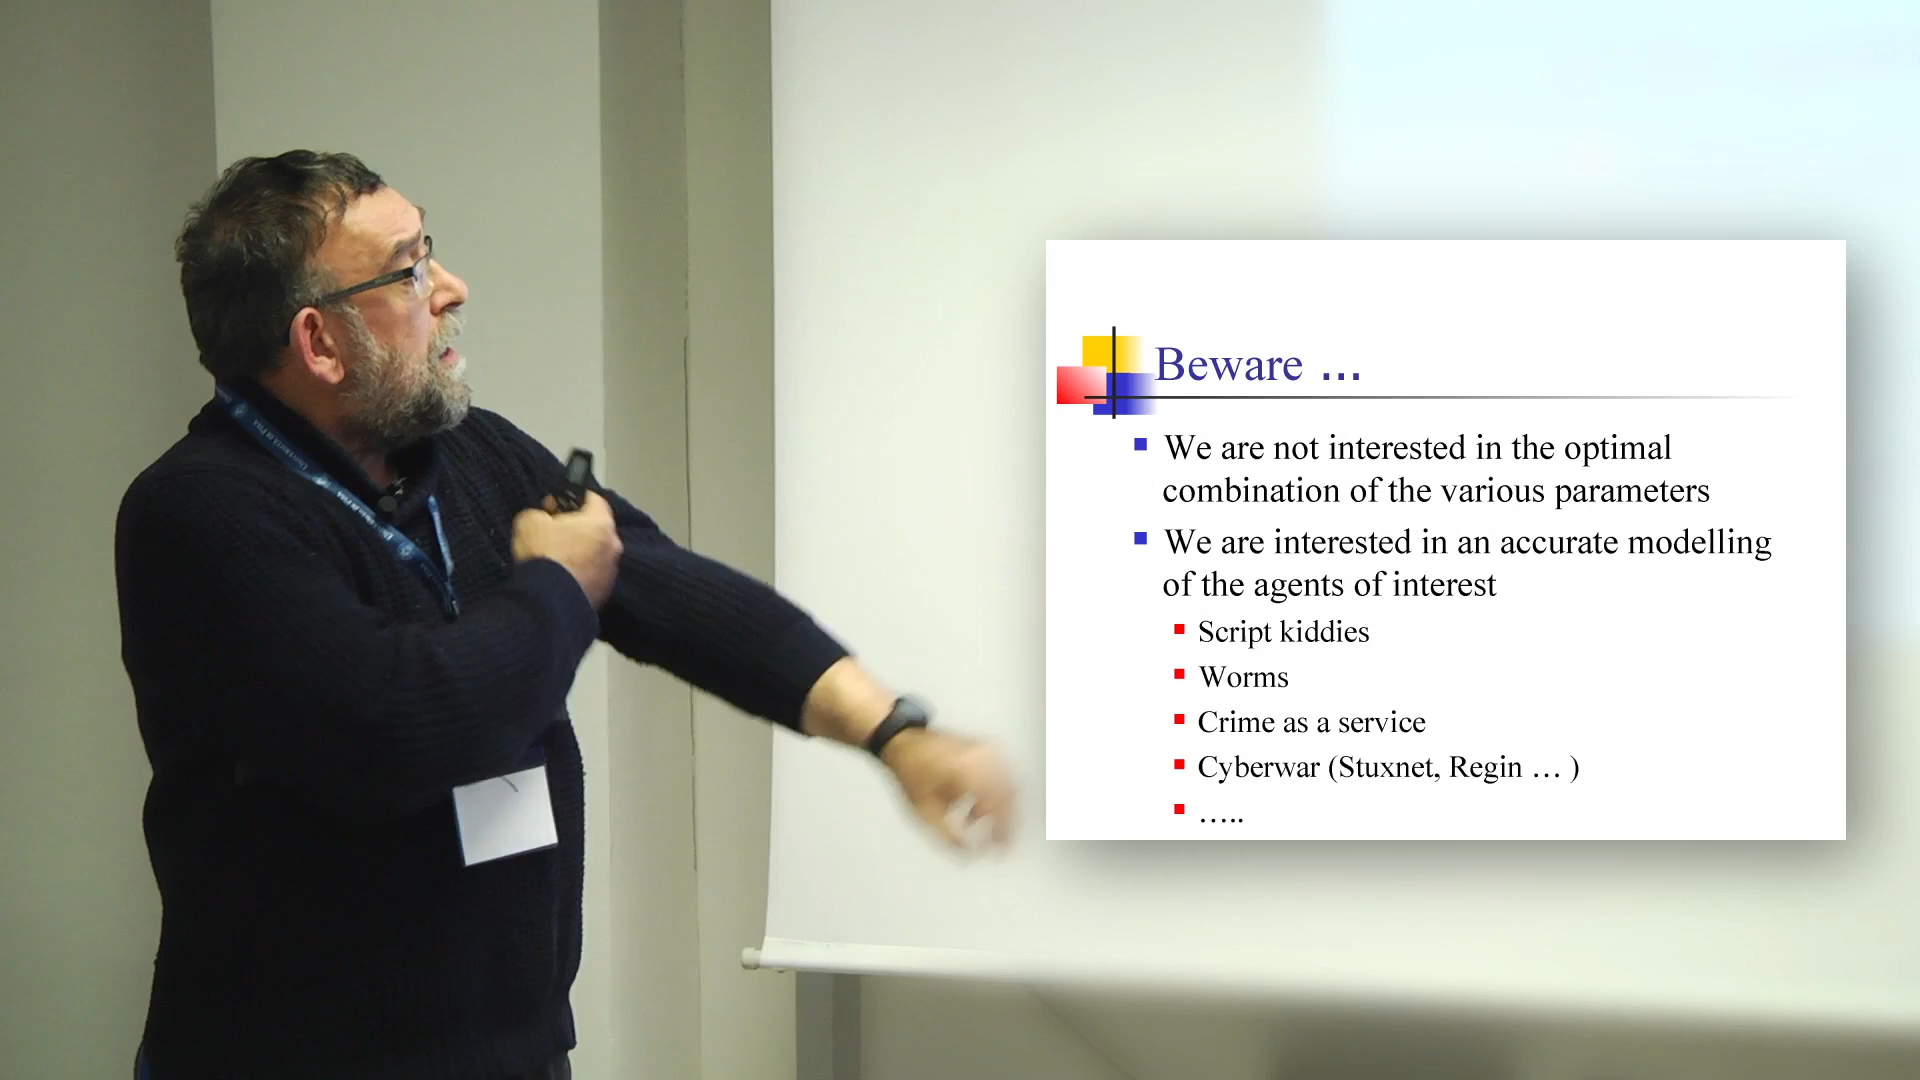 Beware ...
We are not interested in the optimal
combination of the various parameters
We are interested in an accurate modelling
of the agents of interest
Script kiddies
Worms
Crime as a service
Cyberwar (Stuxnet, Regin ... )
.....